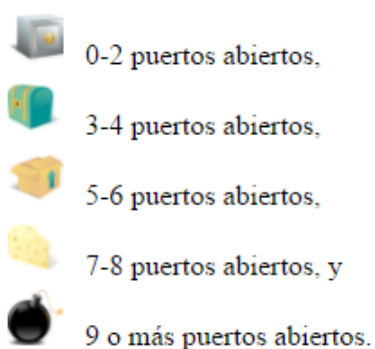 0-2 puertos abiertos,
3-4 puertos abiertos,
5-6 puertos abiertos,
7-8 puertos abiertos, y
9 o más puertos abiertos.